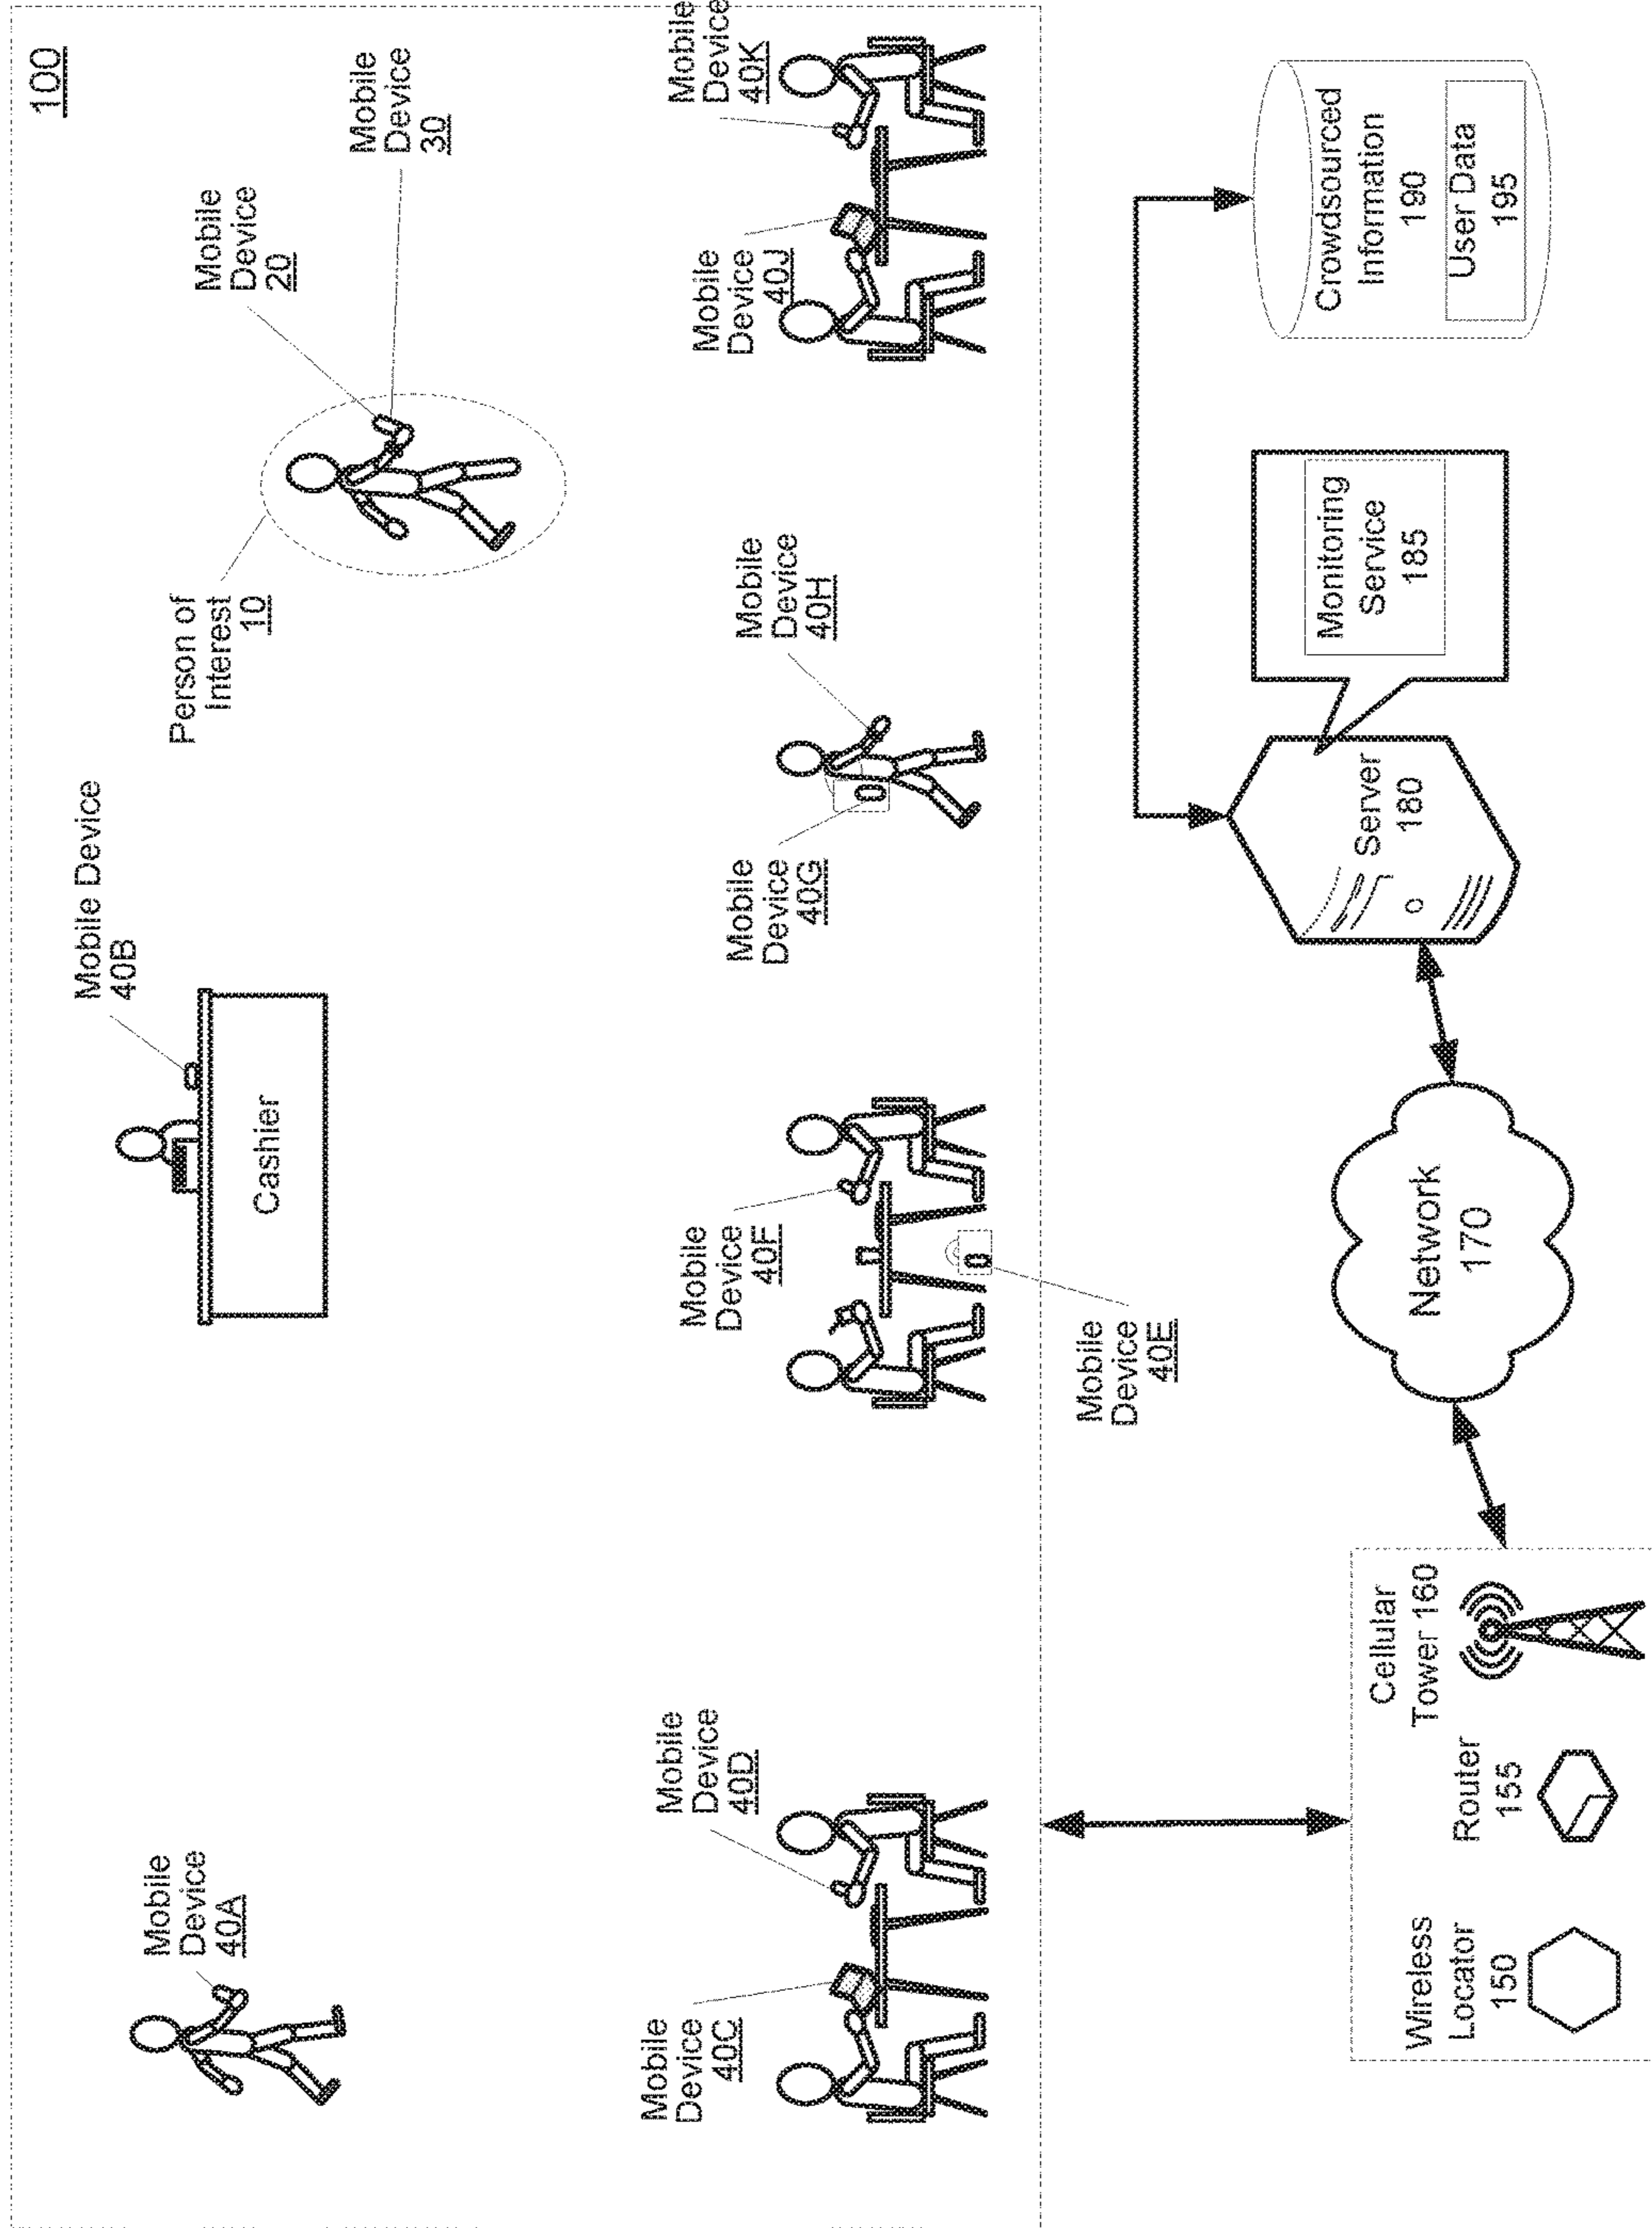 100
Mobile Device
40B
Mobile
Device
40A
Cashier
Person of
Interest
10
Mobile
Device
20
Mobile
Device
30
Mobile
Device
40C
Mobile
Device
40D
Mobile
Device
40F
Mobile
Device
40E
Mobile
Device
40G
Mobile
Device
40H
Mobile
Device
40J
Mobile
Device
40K
Wireless
Locator
150
Router
155
Cellular
Tower 160
Network
170
Server
180
Monitoring
Service
185
Crowdsourced
Information
190
User Data
195